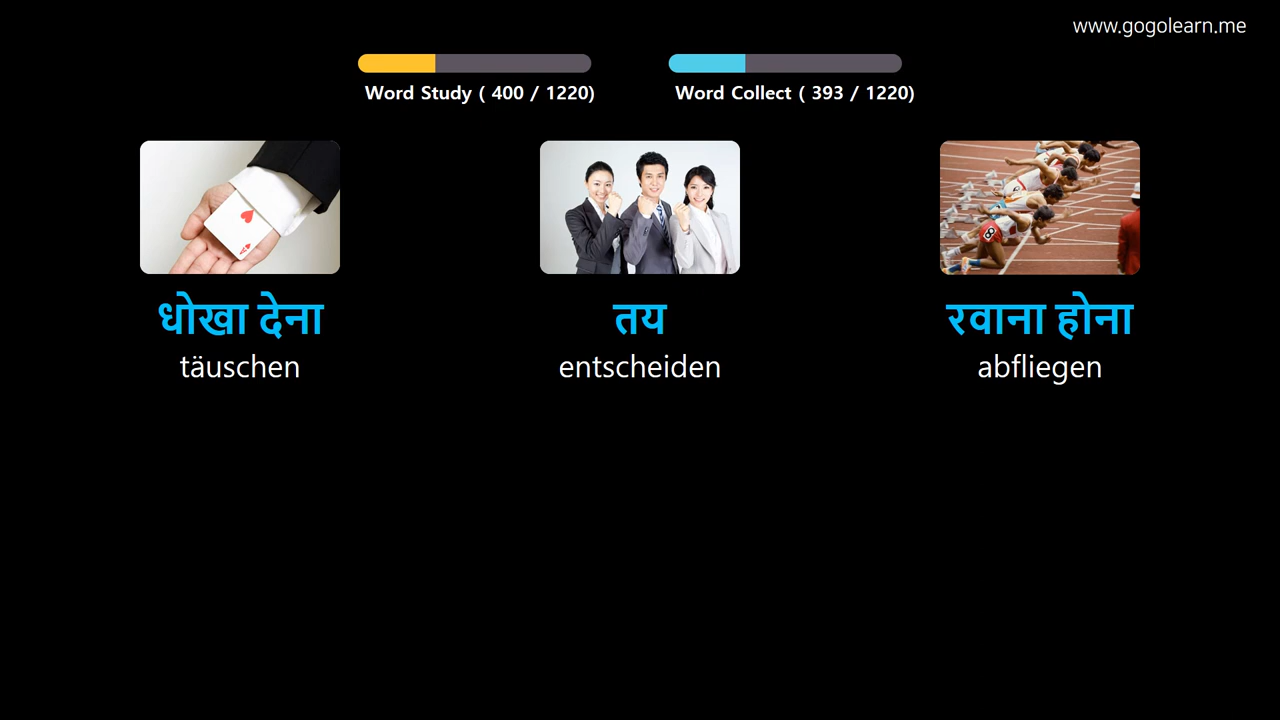 www.gogolearn.me
Word Study ( 400 / 1220)
Word Collect ( 393 / 1220)
धोखा देना
तय
रवाना होना
täuschen
entscheiden
abfliegen